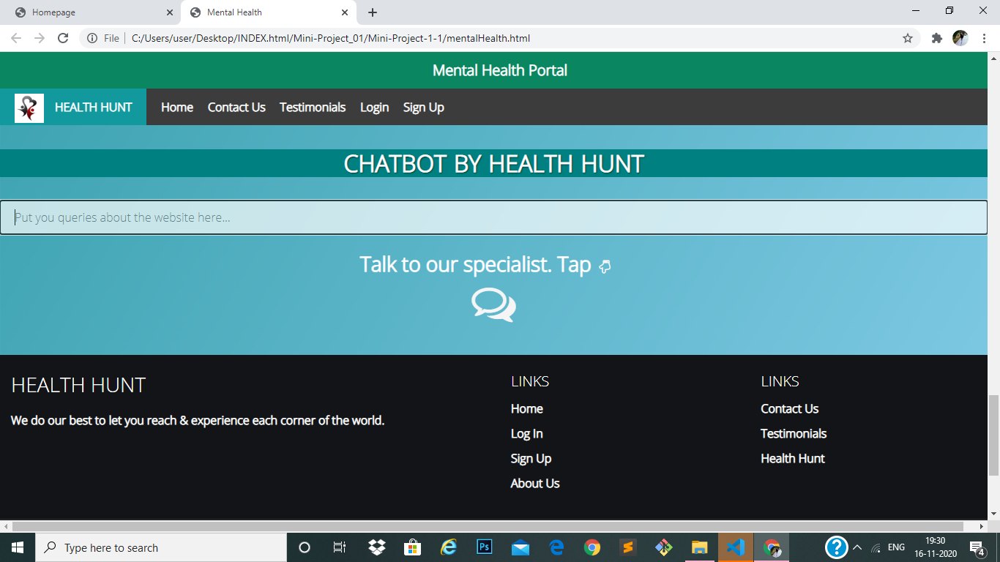 Homepage
Mental Health
File C:/Users/user/Desktop/INDEX.html/Mini-Project_01/Mini-Project-1-1/mentalHealth.html
Mental Health Portal
HEALTH HUNT Home Contact Us Testimonials Login Sign Up
CHATBOT BY HEALTH HUNT
Put you queries about the website here...
Talk to our specialist. Tap
HEALTH HUNT
We do our best to let you reach & experience each corner of the world.
LINKS
Home
Log In
Sign Up
About Us
LINKS
Contact Us
Testimonials
Health Hunt
Type here to search
Ps
ENG
19:30
16-11-2020
4